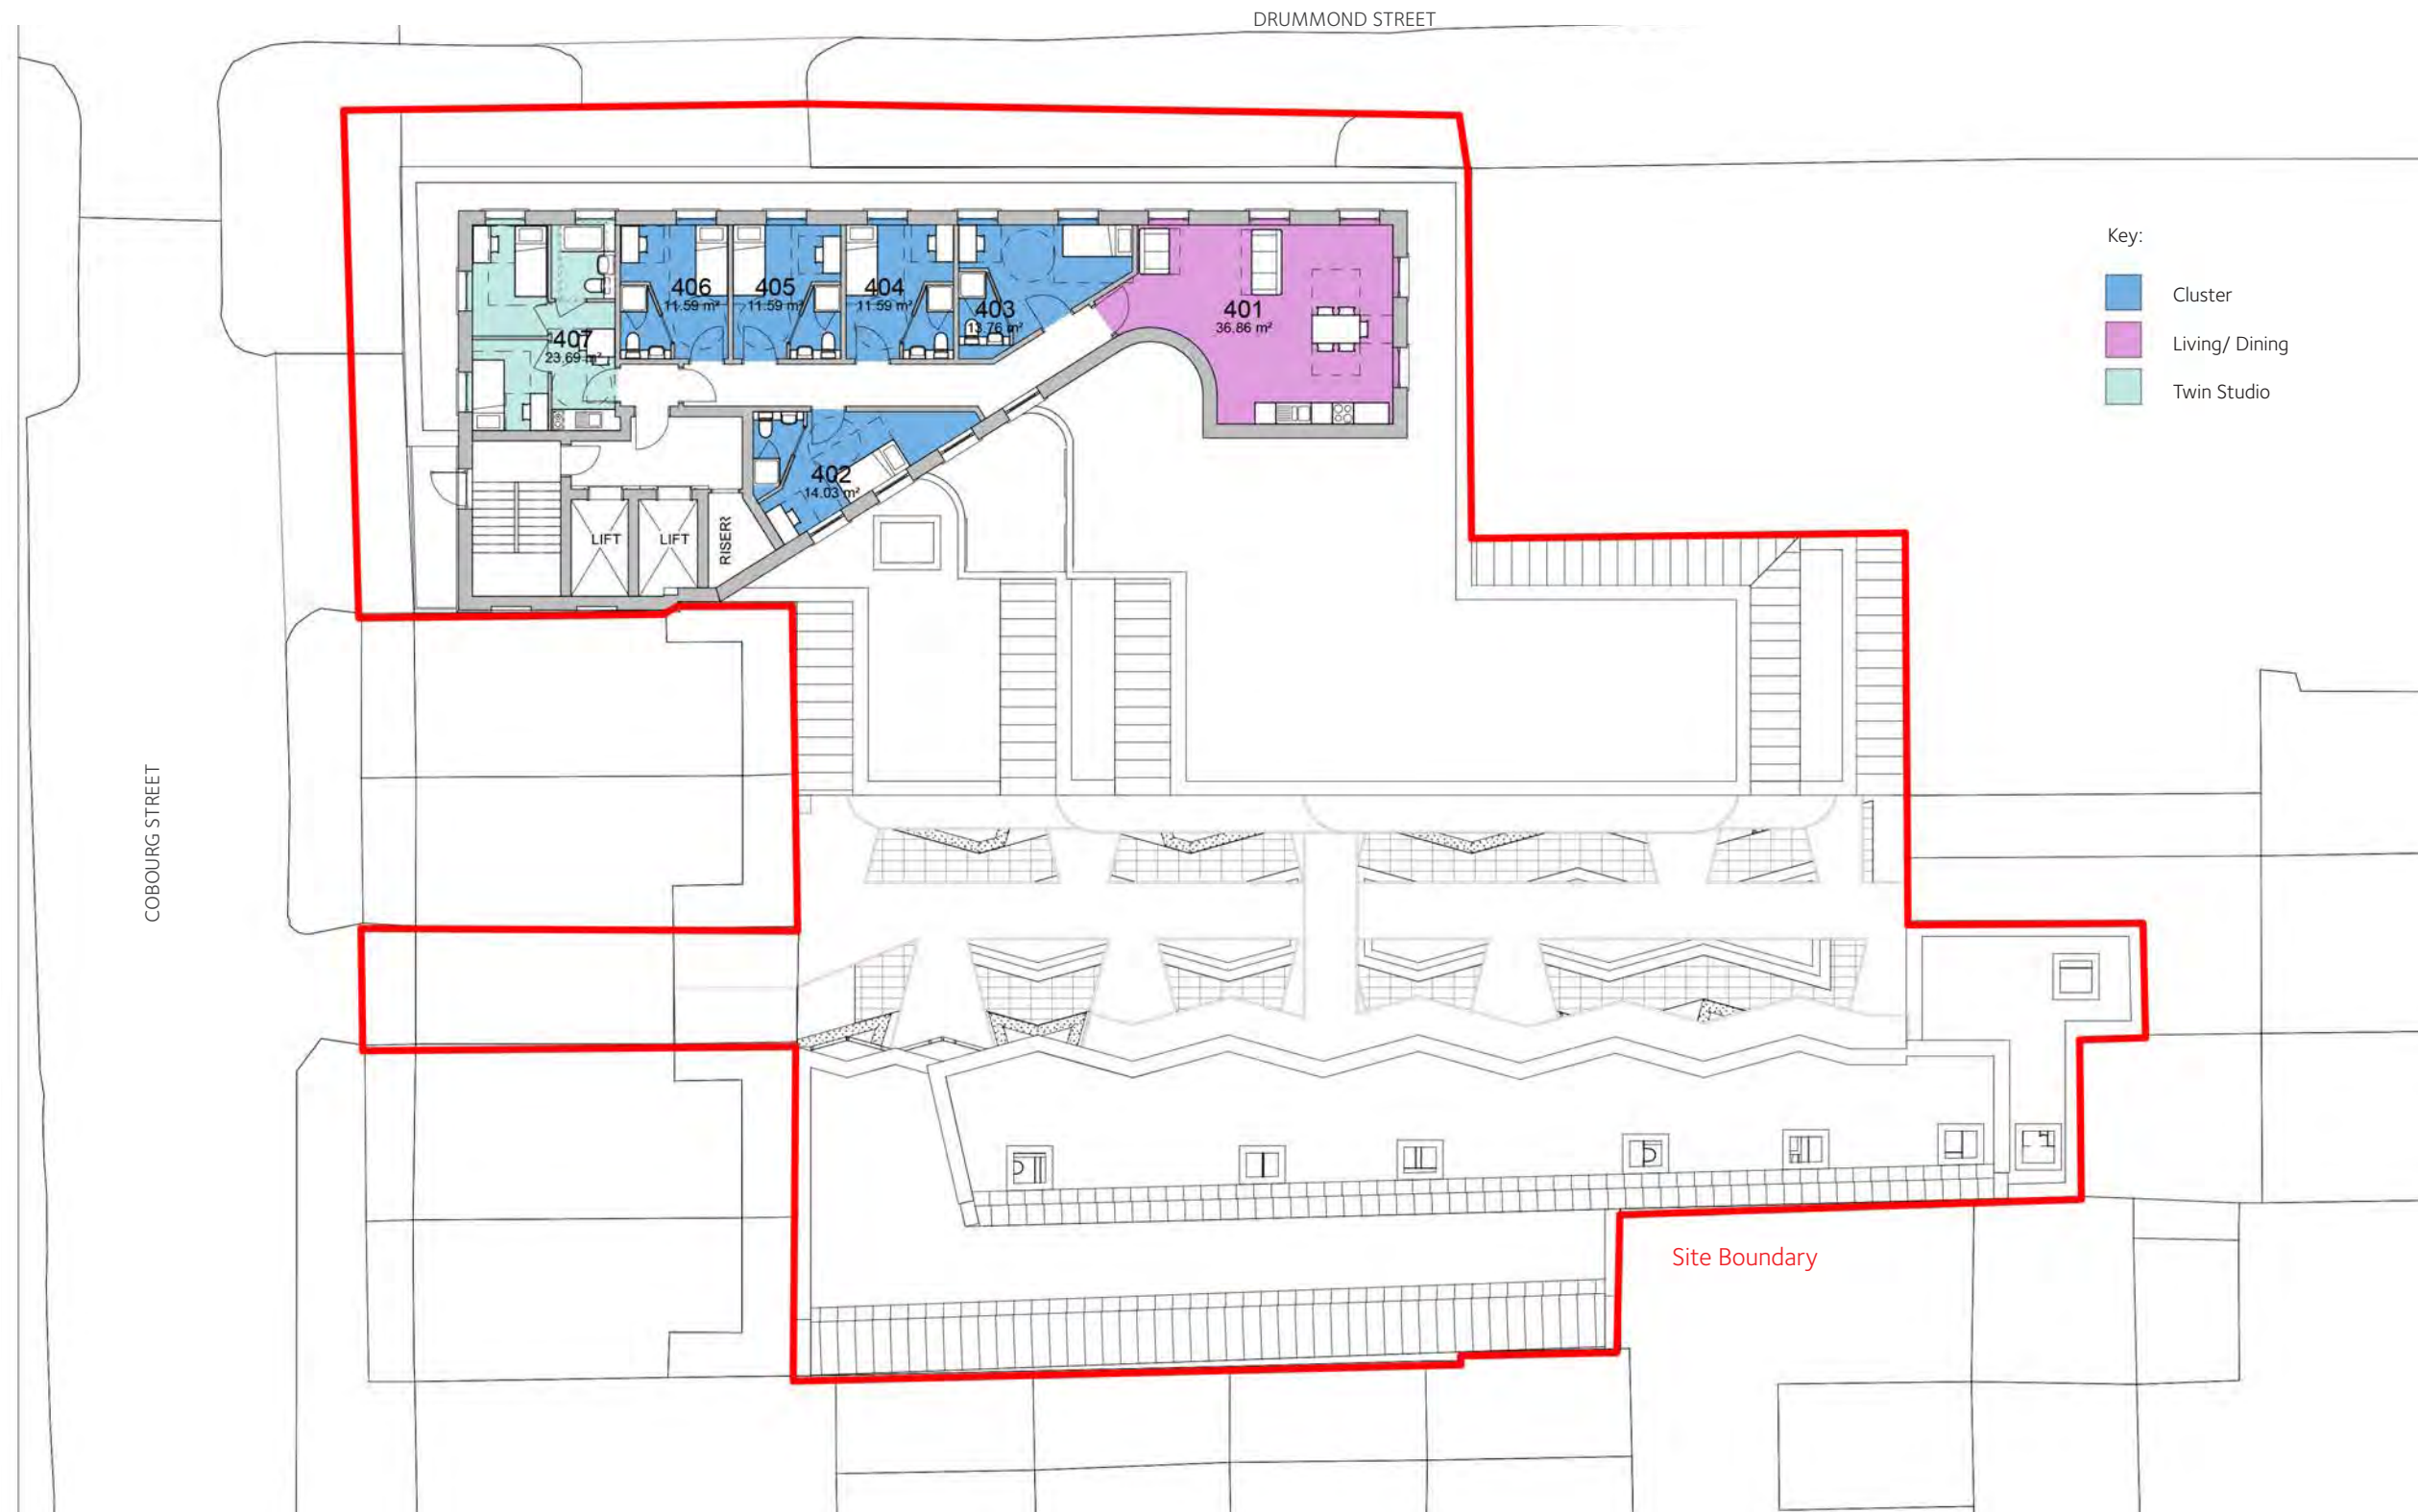 DRUMMOND STREET
Key:
Cluster
Living/ Dining
Twin Studio
406
11.59 m²
405
11.59 m²
404
11.59 m²
403
13.76 m²
401
36.86 m²
407
23.69 m²
402
14.03 m²
LIFT
LIFT
RISER
COBOURG STREET
Site Boundary